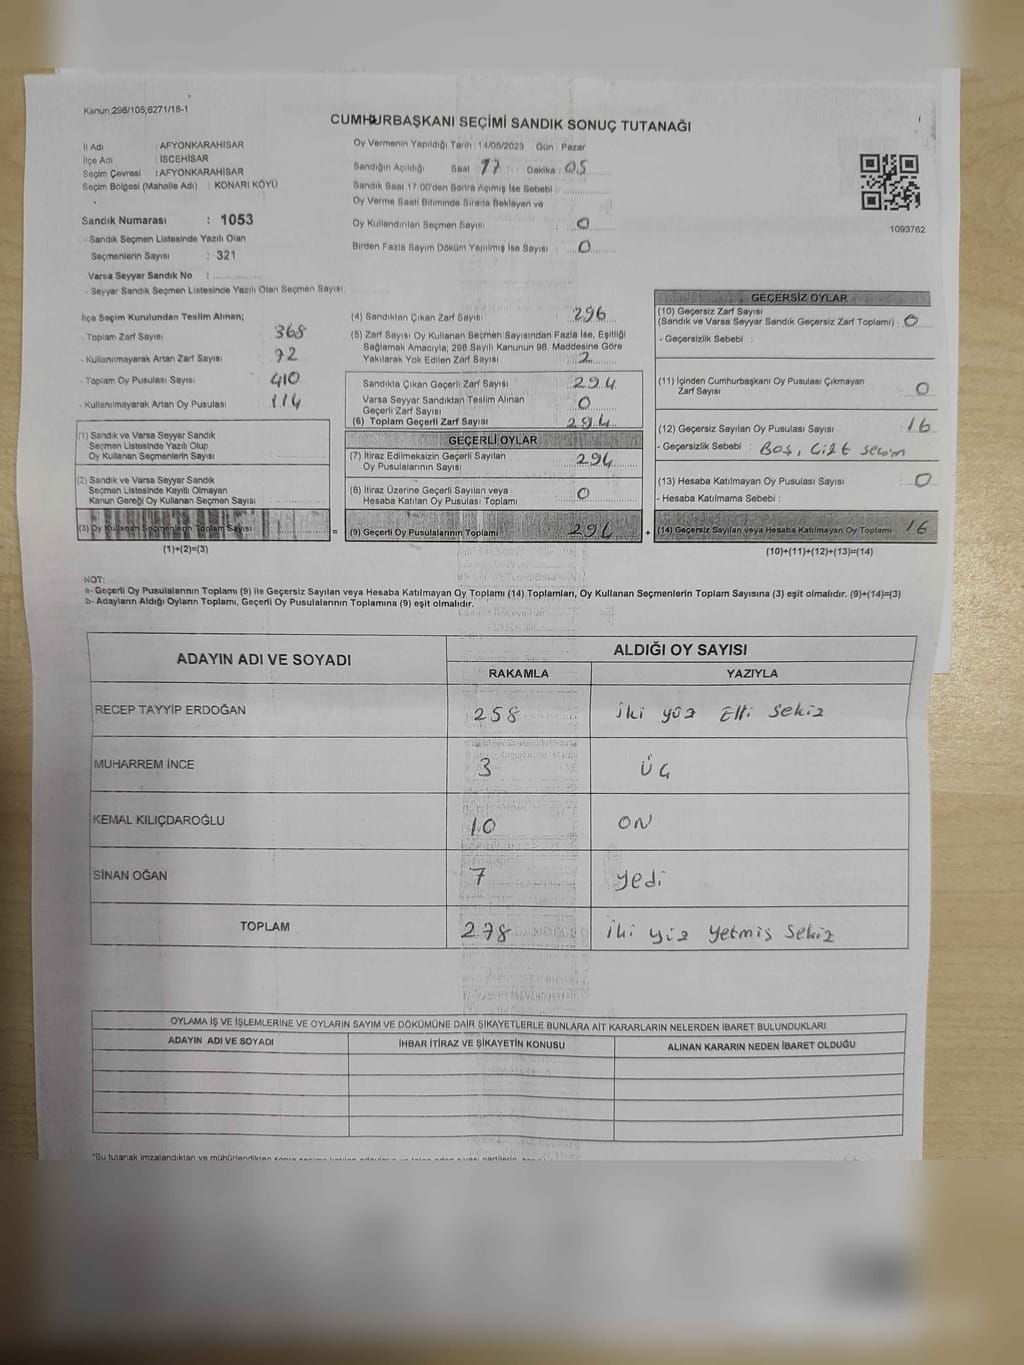 Kanun:298/105;6271/18-1
CUMHURBAŞKANI SEÇİMİ SANDIK SONUÇ TUTANAĞI
İl Adı : AFYONKARAHİSAR
İlçe Adı : İSCEHİSAR
Seçim Çevresi : AFYONKARAHİSAR
Seçim Bölgesi (Mahalle Adı) : KONARI KÖYÜ
Sandık Numarası : 1053
- Sandık Seçmen Listesinde Yazılı Olan
Seçmenlerin Sayısı : 321
Varsa Seyyar Sandık No :
- Seyyar Sandık Seçmen Listesinde Yazılı Olan Seçmen Sayısı:
Oy Vermenin Yapıldığı Tarih :14/05/2023 Gün : Pazar
Sandığın Açıldığı Saat 17 Dakika : 05
Sandık Saat 17:00'den Sonra Açımış İse Sebebi
Oy Verme Saati Bitiminde Sırada Bekleyen ve
Oy Kullandırılan Seçmen Sayısı : 0
Birden Fazla Sayım Döküm Yapılmış İse Sayısı : 0
1093762
İlçe Seçim Kurulundan Teslim Alınan;
- Toplam Zarf Sayısı : 368
- Kullanılmayarak Artan Zarf Sayısı : 72
- Toplam Oy Pusulası Sayısı : 410
- Kullanılmayarak Artan Oy Pusulası : 114
(1) Sandık ve Varsa Seyyar Sandık
Seçmen Listesinde Yazılı Olup
Oy Kullanan Seçmenlerin Sayısı
(2) Sandık ve Varsa Seyyar Sandık
Seçmen Listesinde Kayıtlı Olmayan
Kanun Gereği Oy Kullanan Seçmen Sayısı :
(3) Oy Kullanan Seçmenlerin Toplam Sayısı
(1)+(2)=(3)
(4) Sandıktan Çıkan Zarf Sayısı : 296
(5) Zarf Sayısı Oy Kullanan Seçmen Sayısından Fazla İse, Eşitliği
Sağlamak Amacıyla; 298 Sayılı Kanunun 98. Maddesine Göre
Yakılarak Yok Edilen Zarf Sayısı : 2
Sandıkta Çıkan Geçerli Zarf Sayısı : 294
Varsa Seyyar Sandıktan Teslim Alınan
Geçerli Zarf Sayısı : 0
(6) Toplam Geçerli Zarf Sayısı : 294
GEÇERLİ OYLAR
(7) İtiraz Edilmeksizin Geçerli Sayılan
Oy Pusulalarının Sayısı : 294
(8) İtiraz Üzerine Geçerli Sayılan veya
Hesaba Katılan Oy Pusulası Toplamı : 0
= (9) Geçerli Oy Pusulalarının Toplamı 294
GEÇERSİZ OYLAR
(10) Geçersiz Zarf Sayısı
(Sandık ve Varsa Seyyar Sandık Geçersiz Zarf Toplamı) : 0
- Geçersizlik Sebebi :
(11) İçinden Cumhurbaşkanı Oy Pusulası Çıkmayan
Zarf Sayısı : 0
(12) Geçersiz Sayılan Oy Pusulası Sayısı : 16
- Geçersizlik Sebebi : Boş, Çift seçim
(13) Hesaba Katılmayan Oy Pusulası Sayısı : 0
- Hesaba Katılmama Sebebi :
+ (14) Geçersiz Sayılan veya Hesaba Katılmayan Oy Toplamı 16
(10)+(11)+(12)+(13)=(14)
NOT:
a- Geçerli Oy Pusulalarının Toplamı (9) ile Geçersiz Sayılan veya Hesaba Katılmayan Oy Toplamı (14) Toplamları, Oy Kullanan Seçmenlerin Toplam Sayısına (3) eşit olmalıdır. (9)+(14)=(3)
b- Adayların Aldığı Oyların Toplamı, Geçerli Oy Pusulalarının Toplamına (9) eşit olmalıdır.
ADAYIN ADI VE SOYADI ALDIĞI OY SAYISI
RAKAMLA YAZIYLA
RECEP TAYYİP ERDOĞAN 258 iki yüz Elli sekiz
MUHARREM İNCE 3 Üç
KEMAL KILIÇDAROĞLU 10 ON
SİNAN OĞAN 7 yedi
TOPLAM 278 iki yüz yetmiş sekiz
OYLAMA İŞ VE İŞLEMLERİNE VE OYLARIN SAYIM VE DÖKÜMÜNE DAİR ŞİKAYETLERLE BUNLARA AİT KARARLARIN NELERDEN İBARET BULUNDUKLARI
ADAYIN ADI VE SOYADI İHBAR İTİRAZ VE ŞİKAYETİN KONUSU ALINAN KARARIN NEDEN İBARET OLDUĞU
*Bu tutanak imzalandıktan ve mühürlendikten sonra